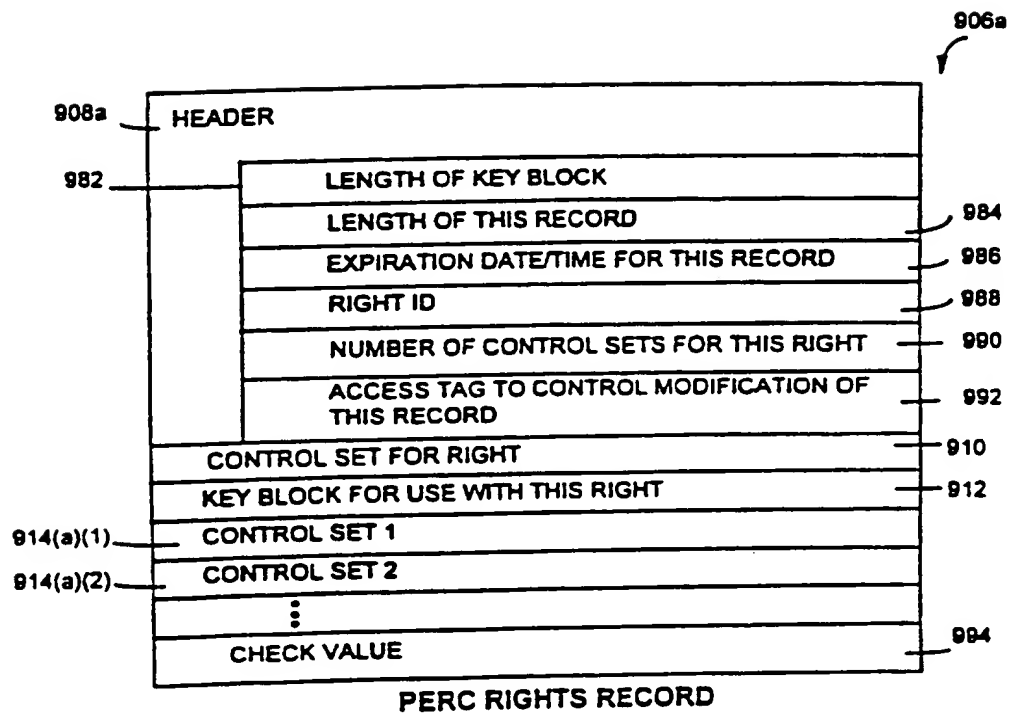 906a
908a HEADER
982 LENGTH OF KEY BLOCK
LENGTH OF THIS RECORD 984
EXPIRATION DATE/TIME FOR THIS RECORD 986
RIGHT ID 988
NUMBER OF CONTROL SETS FOR THIS RIGHT 990
ACCESS TAG TO CONTROL MODIFICATION OF
THIS RECORD 992
CONTROL SET FOR RIGHT 910
KEY BLOCK FOR USE WITH THIS RIGHT 912
914(a)(1) CONTROL SET 1
914(a)(2) CONTROL SET 2
CHECK VALUE 994
PERC RIGHTS RECORD